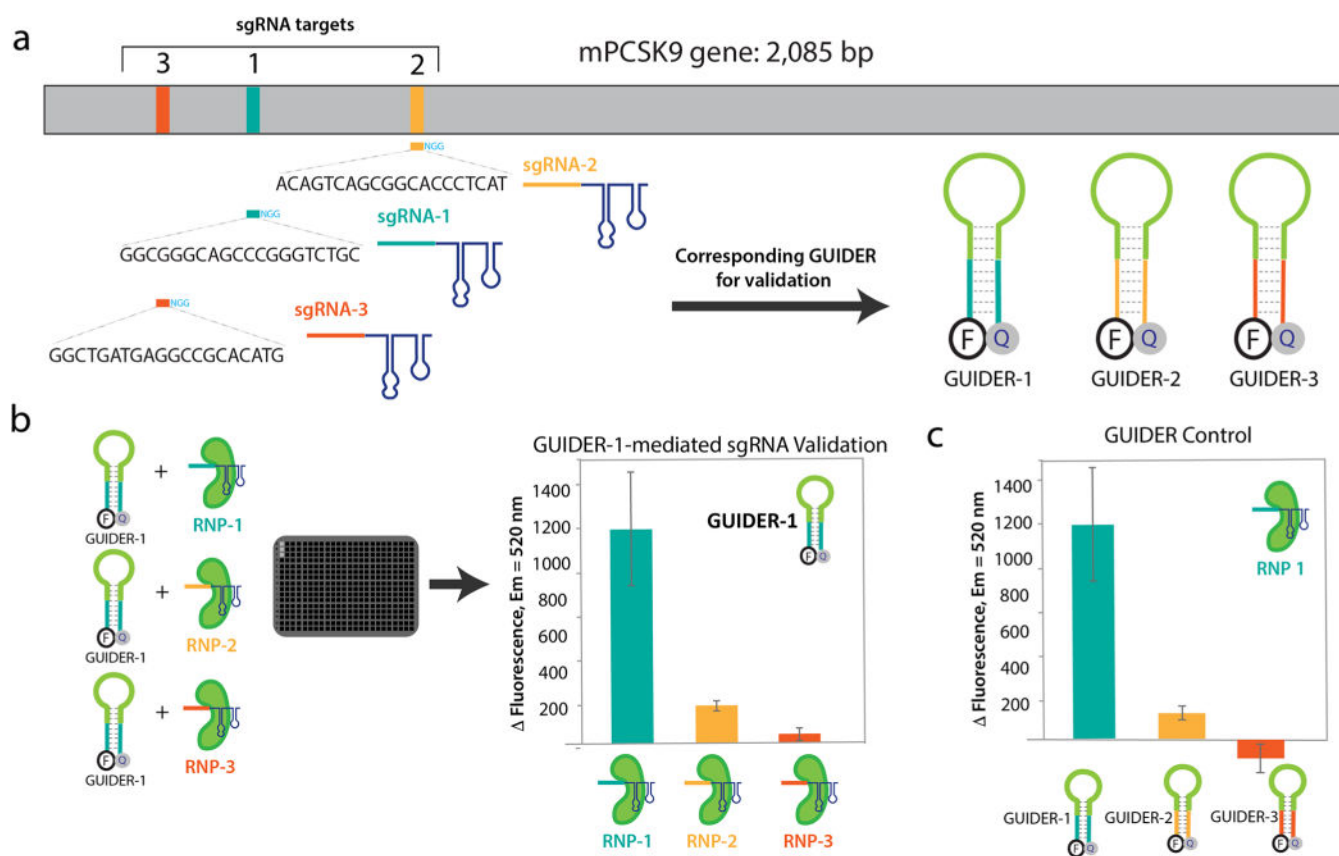 a
sgRNA targets
3 1 2
mPCSK9 gene: 2,085 bp
NGG
ACAGTCAGCGGCACCCTCAT
sgRNA-2
NGG
GGCGGGCAGCCCGGGTCTGC
sgRNA-1
NGG
GGCTGATGAGGCCGCACATG
sgRNA-3
Corresponding GUIDER
for validation
F Q
GUIDER-1
F Q
GUIDER-2
F Q
GUIDER-3
b
F Q
GUIDER-1
+
RNP-1
F Q
GUIDER-1
+
RNP-2
F Q
GUIDER-1
+
RNP-3
GUIDER-1-mediated sgRNA Validation
Δ Fluorescence, Em = 520 nm
1400
1200
1000
800
600
400
200
GUIDER-1
F Q
RNP-1
RNP-2
RNP-3
c
GUIDER Control
Δ Fluorescence, Em = 520 nm
1400
1200
1000
800
600
400
200
RNP 1
GUIDER-1
F Q
GUIDER-2
F Q
GUIDER-3
F Q